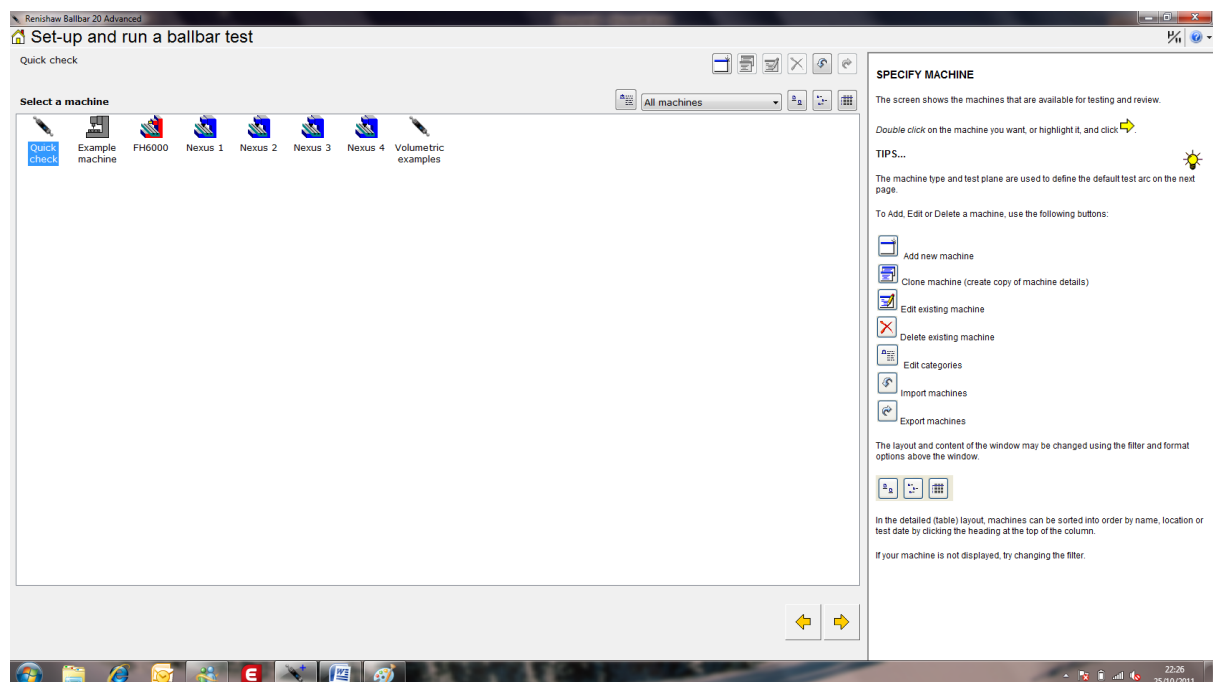 Renishaw Ballbar 20 Advanced
Set-up and run a ballbar test
Quick check
Select a machine
All machines
Quick check
Example machine
FH6000
Nexus 1
Nexus 2
Nexus 3
Nexus 4
Volumetric examples
SPECIFY MACHINE
The screen shows the machines that are available for testing and review.
Double click on the machine you want, or highlight it, and click
TIPS...
The machine type and test plane are used to define the default test arc on the next
page.
To Add, Edit or Delete a machine, use the following buttons:
Add new machine
Clone machine (create copy of machine details)
Edit existing machine
Delete existing machine
Edit categories
Import machines
Export machines
The layout and content of the window may be changed using the filter and format
options above the window.
In the detailed (table) layout, machines can be sorted into order by name, location or
test date by clicking the heading at the top of the column.
If your machine is not displayed, try changing the filter.
22:26
25/10/2011